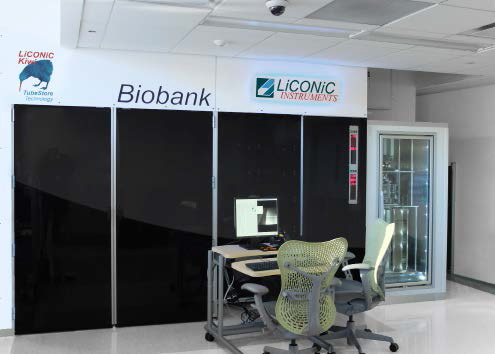 LiCONiC
Kiwi
TubeStore
Technology
Biobank
LiCONiC
INSTRUMENTS